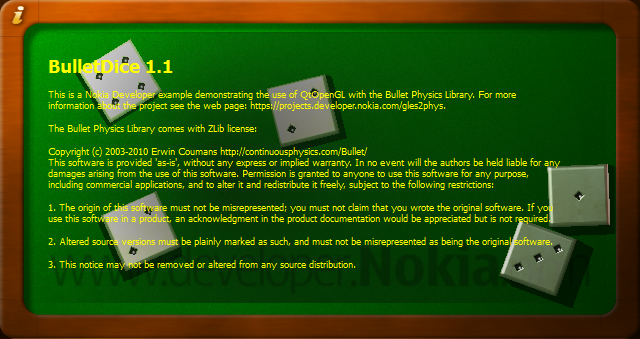 i
BulletDice 1.1
This is a Nokia Developer example demonstrating the use of QtOpenGL with the Bullet Physics Library. For more
information about the project see the web page: https://projects.developer.nokia.com/gles2phys.
The Bullet Physics Library comes with ZLib license:
Copyright (c) 2003-2010 Erwin Coumans http://continuousphysics.com/Bullet/
This software is provided 'as-is', without any express or implied warranty. In no event will the authors be held liable for any
damages arising from the use of this software. Permission is granted to anyone to use this software for any purpose,
including commercial applications, and to alter it and redistribute it freely, subject to the following restrictions:
1. The origin of this software must not be misrepresented; you must not claim that you wrote the original software. If you
use this software in a product, an acknowledgment in the product documentation would be appreciated but is not required.
2. Altered source versions must be plainly marked as such, and must not be misrepresented as being the original software.
3. This notice may not be removed or altered from any source distribution.
www.developer.Nokia.com